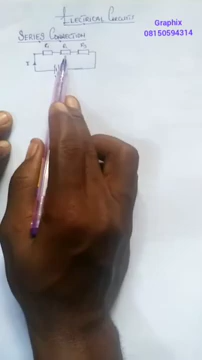 Graphix
08150594314
ELECTRICAL CIRCUIT
SERIES CONNECTION
R₁ R₂ R₃